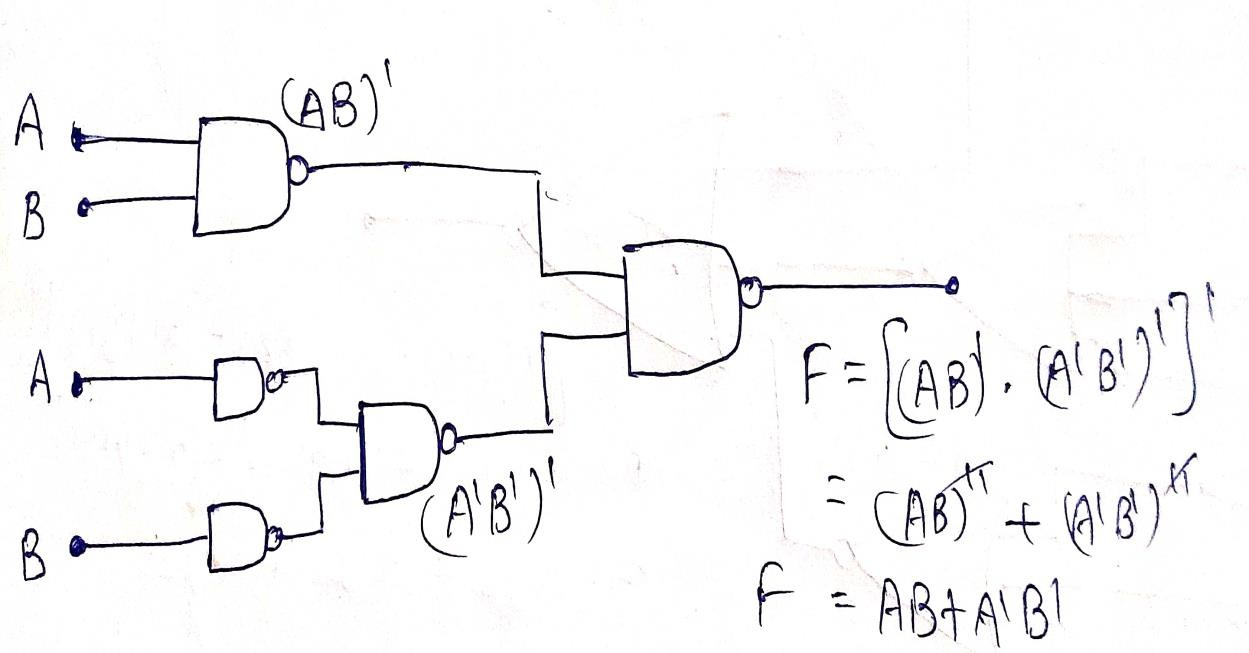 (AB)'
A
B
A
B
(A'B')'
F = [(AB)' . (A'B')']'
= (AB)'' + (A'B')''
F = AB + A'B'